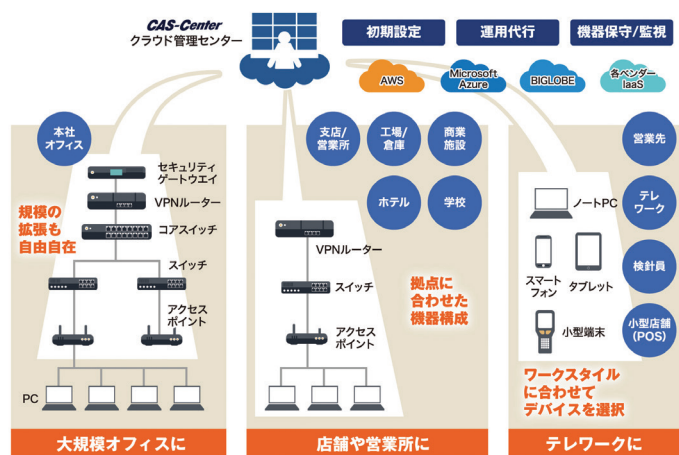 CAS-Center
クラウド管理センター
初期設定
運用代行
機器保守/監視
AWS
Microsoft
Azure
BIGLOBE
各ベンダー
IaaS
本社
オフィス
セキュリティ
ゲートウエイ
VPNルーター
コアスイッチ
スイッチ
アクセス
ポイント
PC
規模の
拡張も
自由自在
大規模オフィスに
支店/
営業所
工場/
倉庫
商業
施設
ホテル
学校
VPNルーター
スイッチ
アクセス
ポイント
拠点に
合わせた
機器構成
店舗や営業所に
営業先
テレ
ワーク
検針員
小型店舗
(POS)
ノートPC
スマート
フォン
タブレット
小型端末
ワークスタイル
に合わせて
デバイスを選択
テレワークに